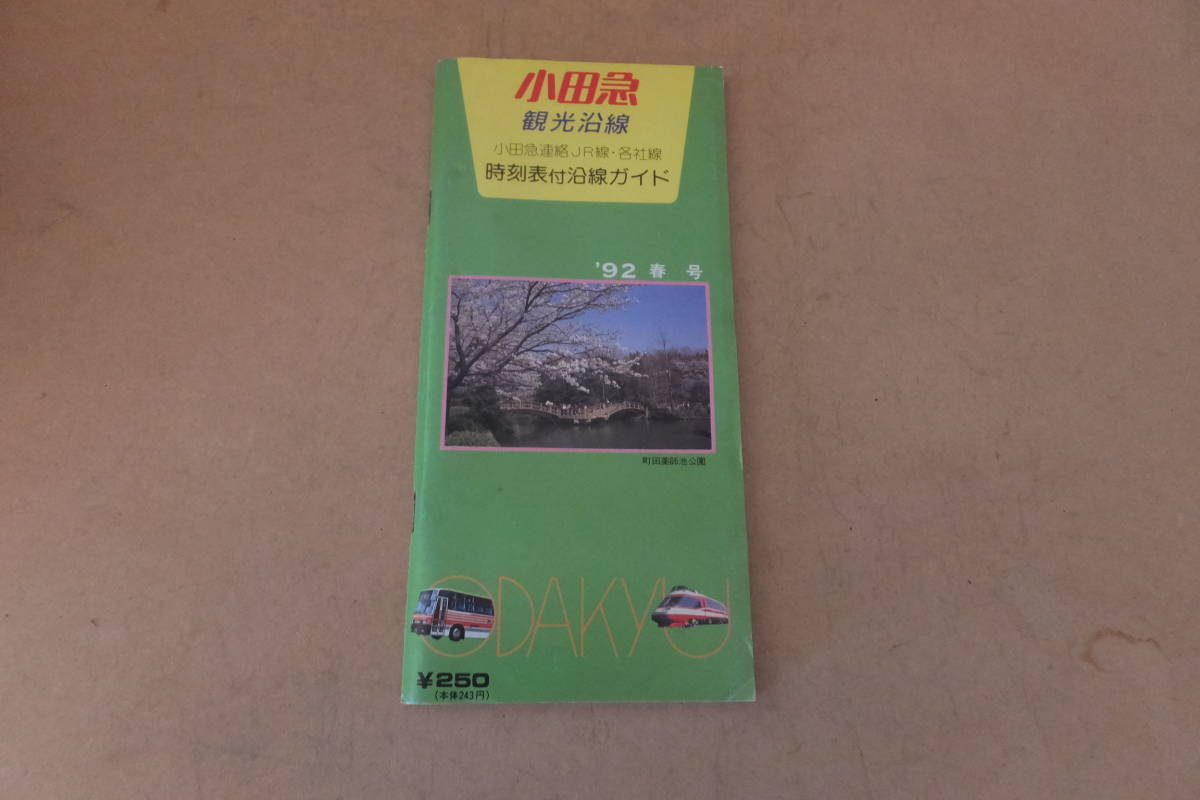 小田急
観光沿線
小田急連絡JR線・各社線
時刻表付沿線ガイド
'92 春 号
町田薬師池公園
ODAKYU
¥250
(本体243円)